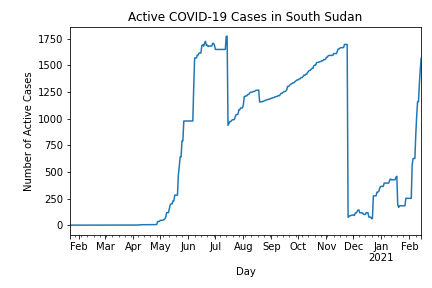 Active COVID-19 Cases in South Sudan
Number of Active Cases
1750
1500
1250
1000
750
500
250
0
Feb Mar Apr May Jun Jul Aug Sep Oct Nov Dec Jan Feb
2021
Day